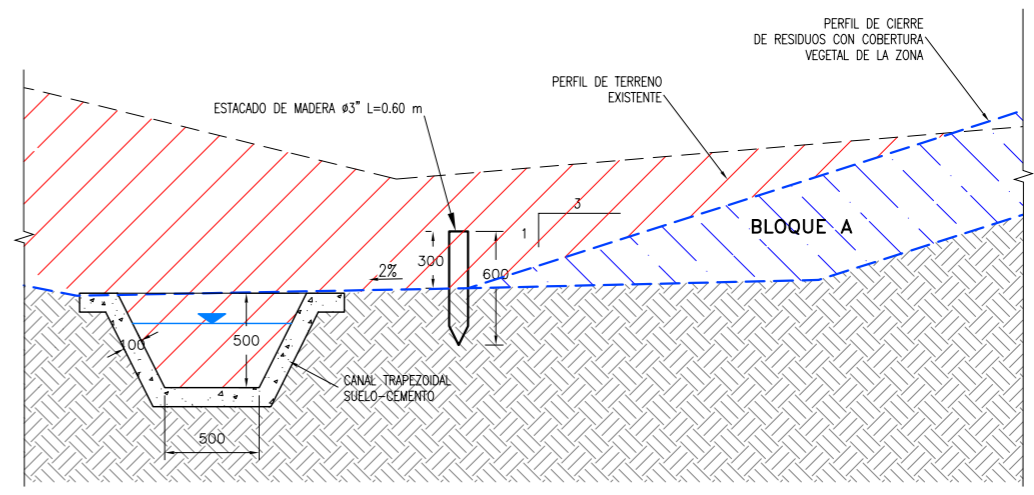 PERFIL DE CIERRE
DE RESIDUOS CON COBERTURA
VEGETAL DE LA ZONA
PERFIL DE TERRENO
EXISTENTE
ESTACADO DE MADERA ø3" L=0.60 m
3
1
BLOQUE A
300
600
2%
100
500
CANAL TRAPEZOIDAL
SUELO-CEMENTO
500